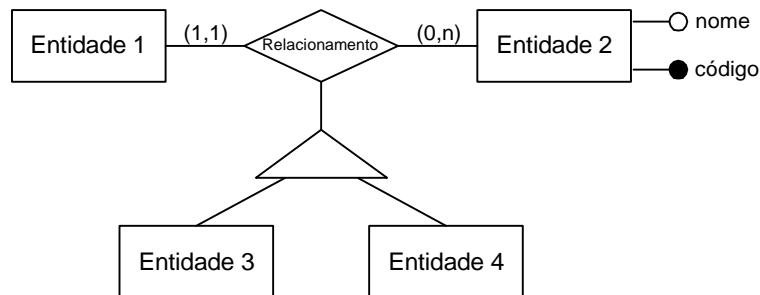 Entidade 1
(1,1)
Relacionamento
(0,n)
Entidade 2
nome
código
Entidade 3
Entidade 4